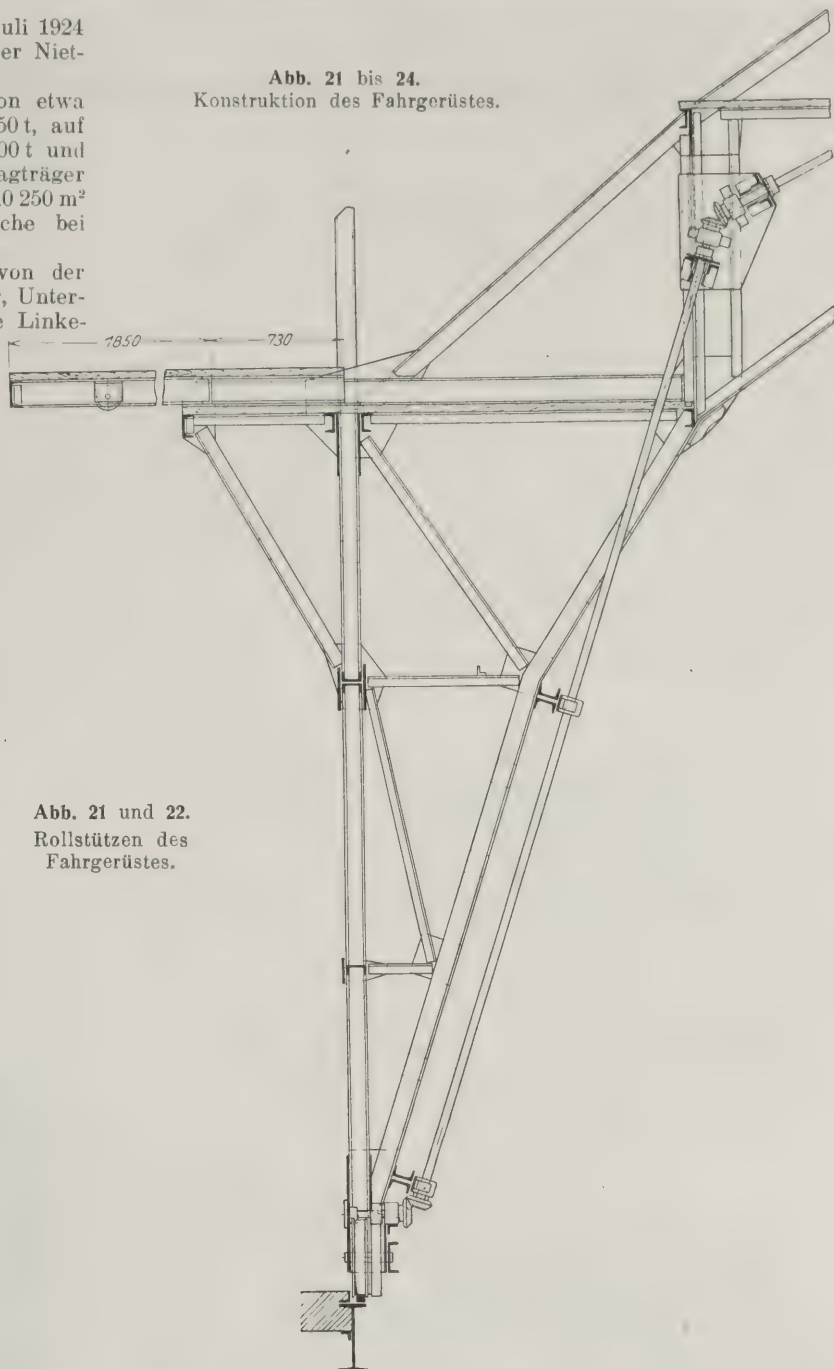 uli 1924
er Niet-
on etwa
50 t, auf
00 t und
agträger
10 250 m²
che bei
von der
, Unter-
e Linke-
Abb. 21 bis 24.
Konstruktion des Fahrgerüstes.
1850 730
Abb. 21 und 22.
Rollstützen des
Fahrgerüstes.